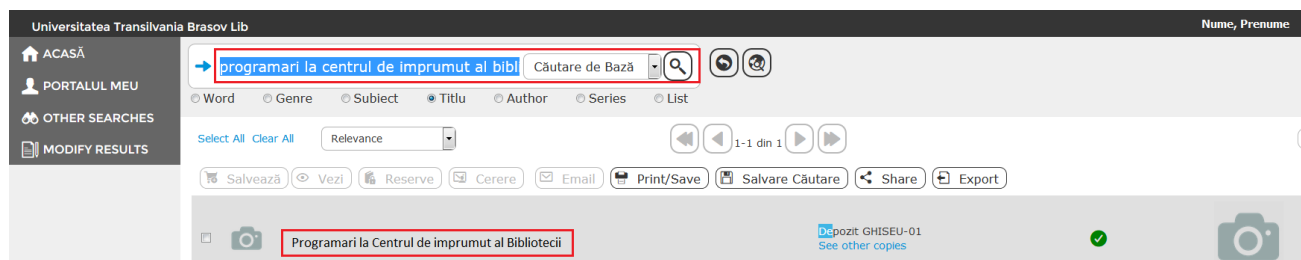 Universitatea Transilvania Brasov Lib
Nume, Prenume
ACASĂ
PORTALUL MEU
OTHER SEARCHES
MODIFY RESULTS
programari la centrul de imprumut al bibl
Căutare de Bază
Word Genre Subiect Titlu Author Series List
Select All Clear All Relevance 1-1 din 1
Salvează Vezi Reserve Cerere Email Print/Save Salvare Căutare Share Export
Programari la Centrul de imprumut al Bibliotecii
Depozit GHISEU-01
See other copies